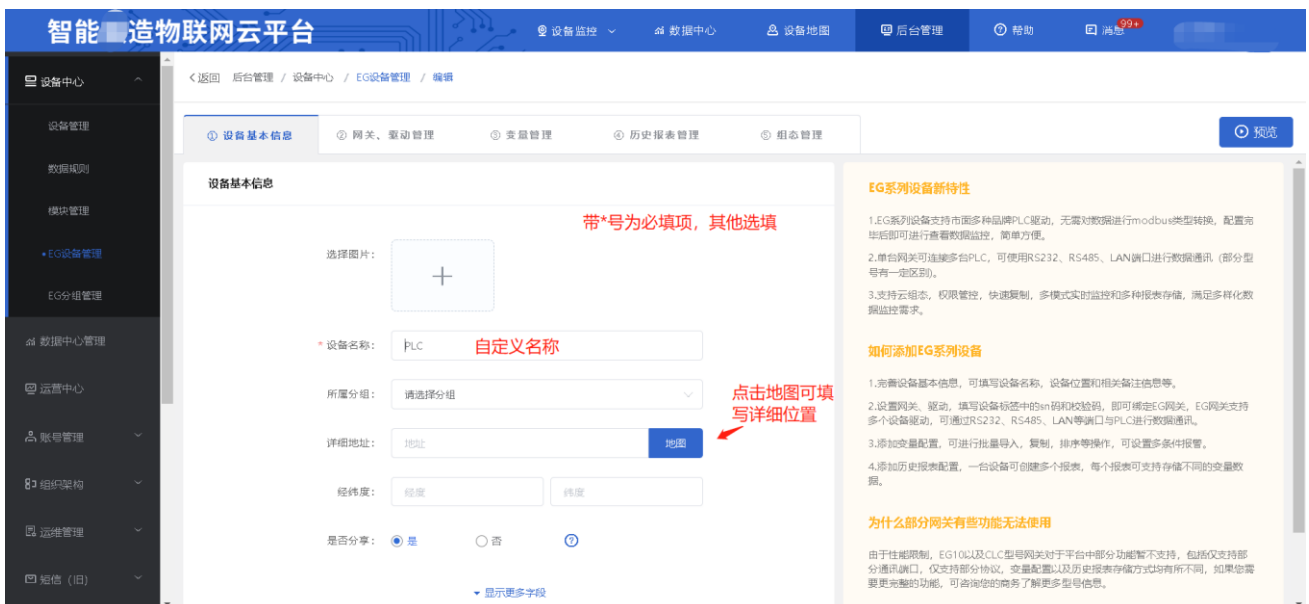 智能 造物联网云平台
设备监控
数据中心
设备地图
后台管理
帮助
消息
99+
设备中心
设备管理
数据规则
模块管理
•EG设备管理
EG分组管理
数据中心管理
运营中心
账号管理
组织架构
运维管理
短信（旧）
<返回 后台管理 / 设备中心 / EG设备管理 / 编辑
① 设备基本信息
② 网关、驱动管理
③ 变量管理
④ 历史报表管理
⑤ 组态管理
预览
设备基本信息
带*号为必填项，其他选填
选择图片：
+
* 设备名称：
PLC
自定义名称
所属分组：
请选择分组
点击地图可填
写详细位置
详细地址：
地址
地图
经纬度：
经度
纬度
是否分享：
是
否
?
显示更多字段
EG系列设备新特性
1.EG系列设备支持市面多种品牌PLC驱动，无需对数据进行modbus类型转换，配置完
毕后即可进行查看数据监控，简单方便。
2.单台网关可连接多台PLC，可使用RS232、RS485、LAN端口进行数据通讯（部分型
号有一定区别）。
3.支持云组态，权限管控，快速复制，多模式实时监控和多种报表存储，满足多样化数
据监控需求。
如何添加EG系列设备
1.完善设备基本信息，可填写设备名称，设备位置和相关备注信息等。
2.设置网关、驱动，填写设备标签中的sn码和校验码，即可绑定EG网关，EG网关支持
多个设备驱动，可通过RS232、RS485、LAN等端口与PLC进行数据通讯。
3.添加变量配置，可进行批量导入，复制，排序等操作，可设置多条件报警。
4.添加历史报表配置，一台设备可创建多个报表，每个报表可支持存储不同的变量数
据。
为什么部分网关有些功能无法使用
由于性能限制，EG10以及CLC型号网关对于平台中部分功能暂不支持，包括仅支持部
分通讯端口，仅支持部分协议，变量配置以及历史报表存储方式均有所不同，如果您需
要更完整的功能，可咨询您的商务了解更多型号信息。